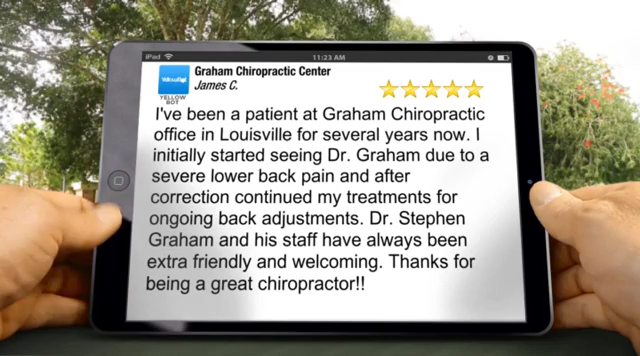 iPad
11:23 AM
Graham Chiropractic Center
James C.
YELLOW
BOT
I've been a patient at Graham Chiropractic
office in Louisville for several years now. I
initially started seeing Dr. Graham due to a
severe lower back pain and after
correction continued my treatments for
ongoing back adjustments. Dr. Stephen
Graham and his staff have always been
extra friendly and welcoming. Thanks for
being a great chiropractor!!